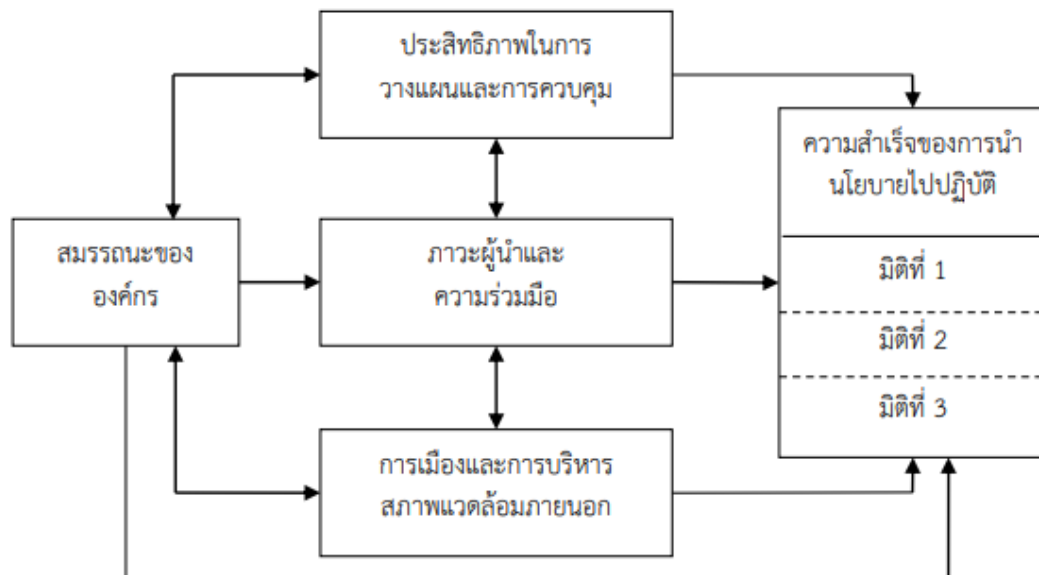 ประสิทธิภาพในการ
วางแผนและการควบคุม
ความสำเร็จของการนำ
นโยบายไปปฏิบัติ
สมรรถนะของ
องค์กร
ภาวะผู้นำและ
ความร่วมมือ
มิติที่ 1
มิติที่ 2
มิติที่ 3
การเมืองและการบริหาร
สภาพแวดล้อมภายนอก